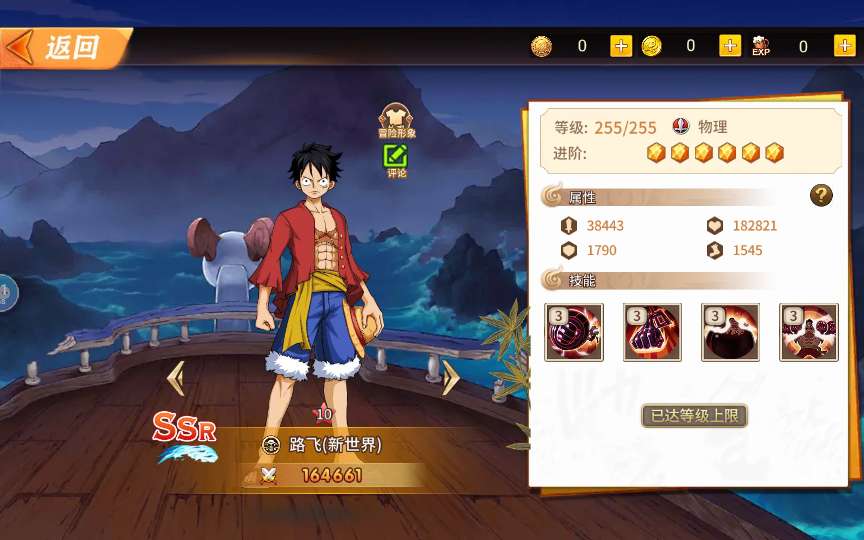 返回
0
0
EXP
0
冒险形象
评论
SSR
10
路飞(新世界)
164661
等级: 255/255 物理
进阶:
属性
?
38443 182821
1790 1545
技能
3 3 3 3
已达等级上限